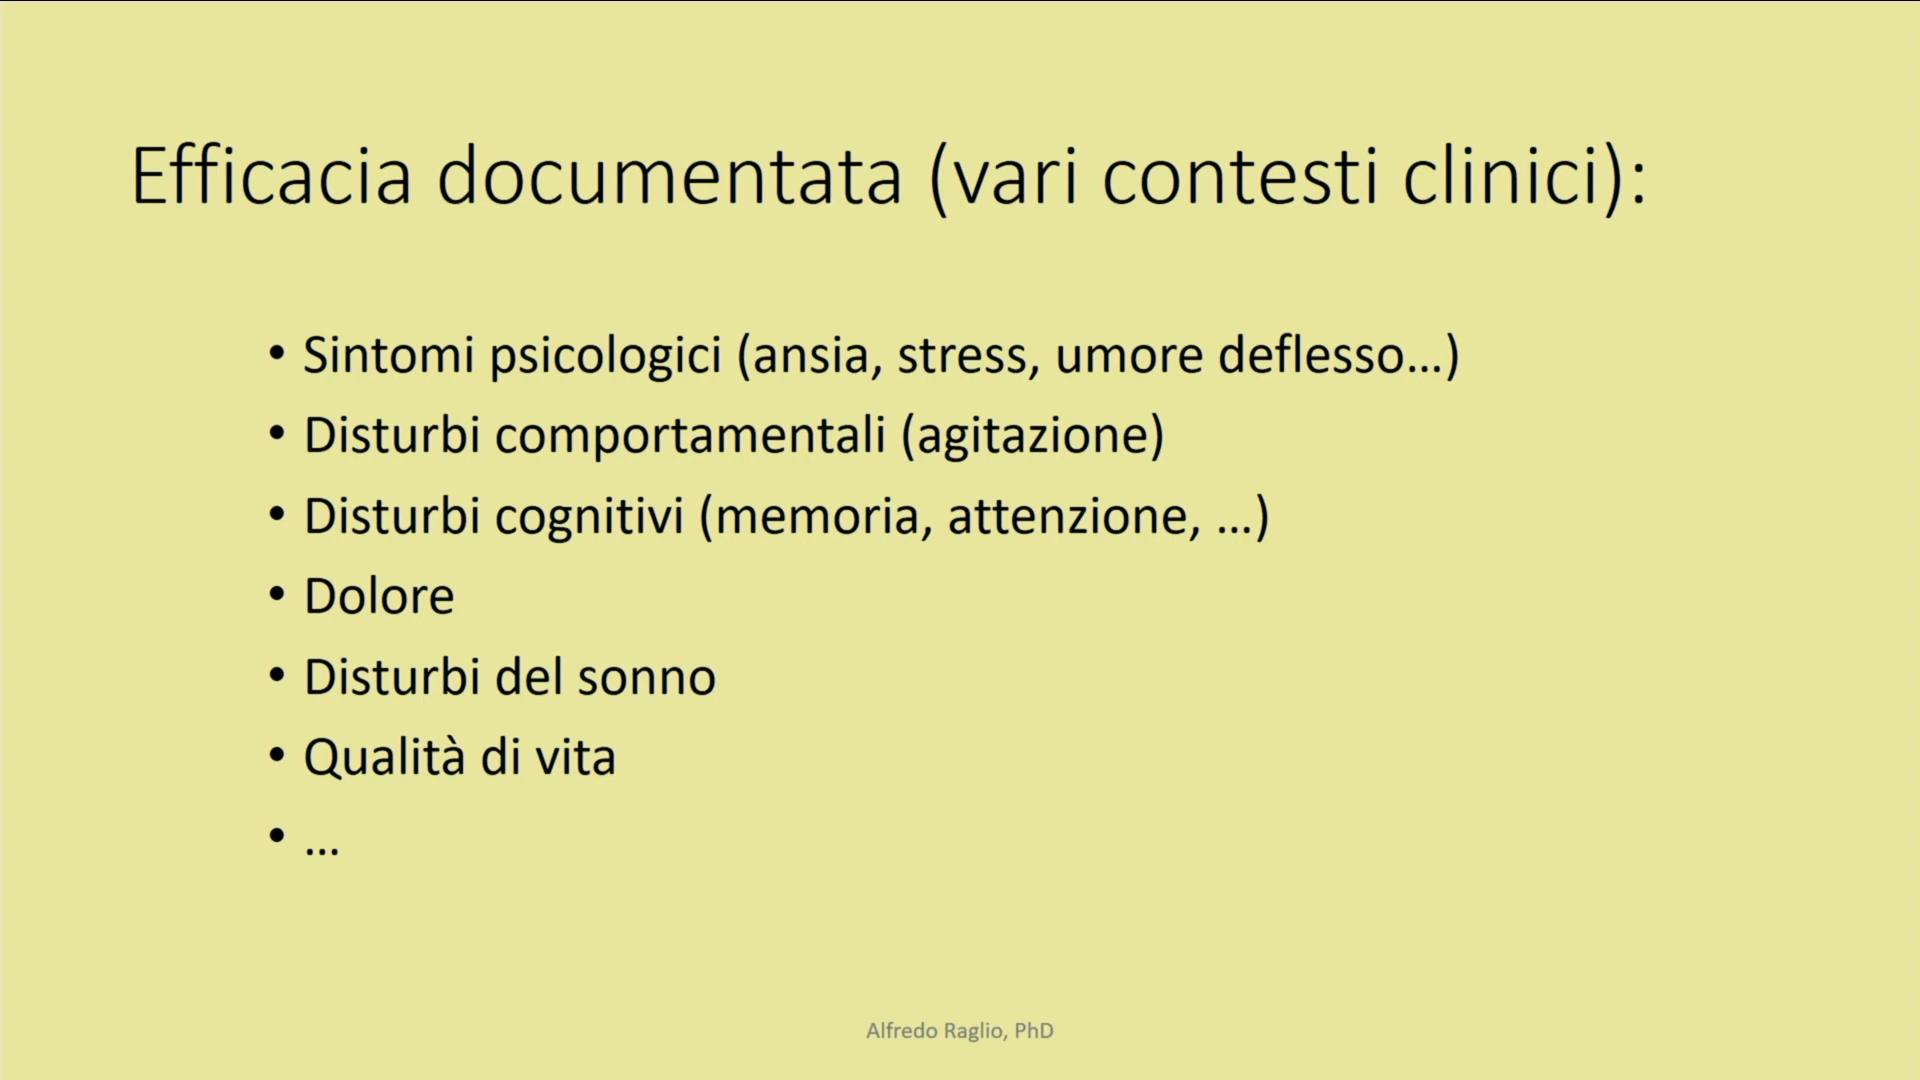 Efficacia documentata (vari contesti clinici):
• Sintomi psicologici (ansia, stress, umore deflesso…)
• Disturbi comportamentali (agitazione)
• Disturbi cognitivi (memoria, attenzione, …)
• Dolore
• Disturbi del sonno
• Qualità di vita
• …
Alfredo Raglio, PhD